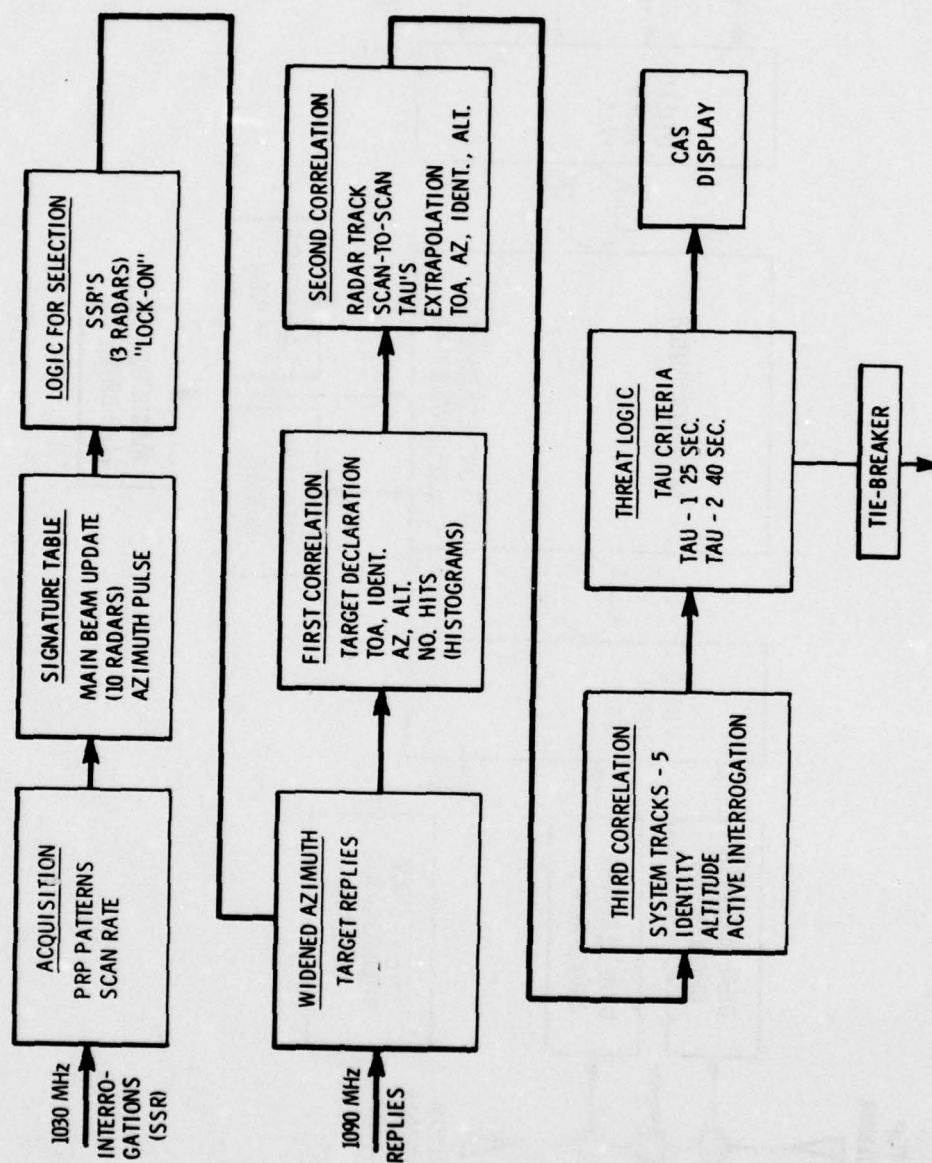 1030 MHz
INTERRO-
GATIONS
(SSR)
ACQUISITION
PRP PATTERNS
SCAN RATE
SIGNATURE TABLE
MAIN BEAM UPDATE
(10 RADARS)
AZIMUTH PULSE
LOGIC FOR SELECTION
SSR'S
(3 RADARS)
"LOCK-ON"
1090 MHz
REPLIES
WIDENED AZIMUTH
TARGET REPLIES
FIRST CORRELATION
TARGET DECLARATION
TOA, IDENT.
AZ, ALT.
NO. HITS
(HISTOGRAMS)
SECOND CORRELATION
RADAR TRACK
SCAN-TO-SCAN
TAU'S
EXTRAPOLATION
TOA, AZ, IDENT., ALT.
THIRD CORRELATION
SYSTEM TRACKS - 5
IDENTITY
ALTITUDE
ACTIVE INTERROGATION
THREAT LOGIC
TAU CRITERIA
TAU - 1 25 SEC.
TAU - 2 40 SEC.
CAS
DISPLAY
TIE-BREAKER